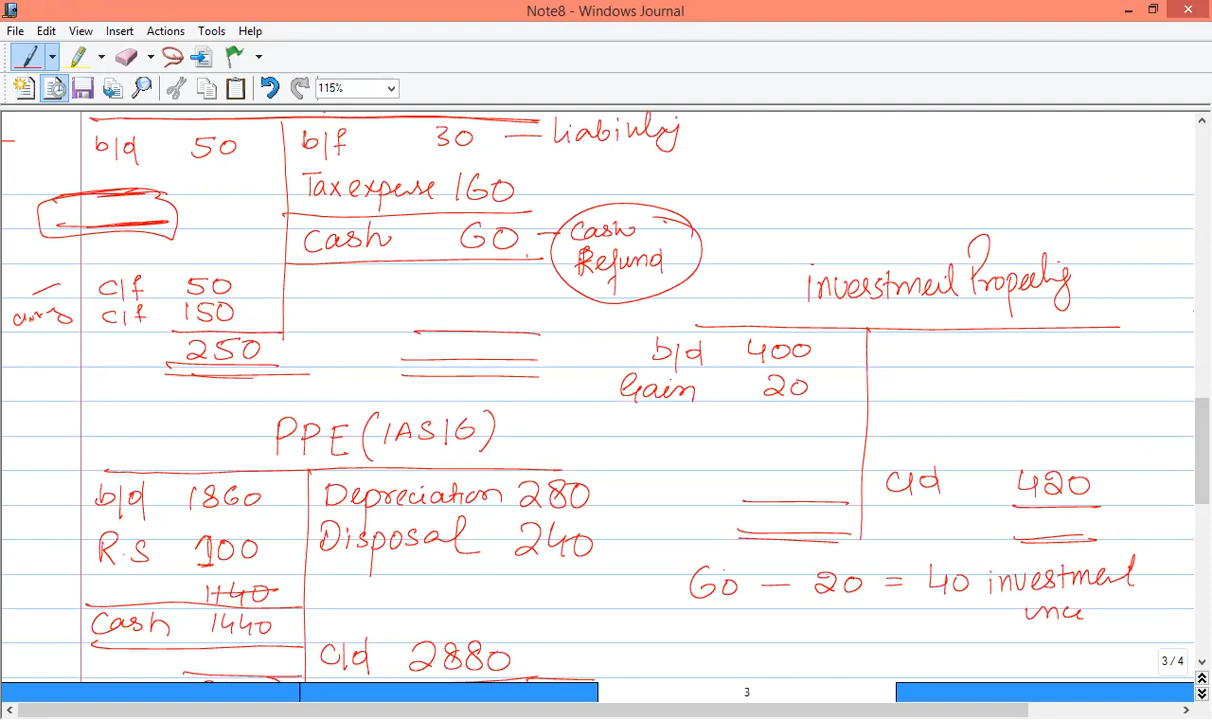 Note8 - Windows Journal
File Edit View Insert Actions Tools Help
115%
b/d 50 b/f 30 — Liability
Tax expense 160
Cash 60 — Cash Refund
c/f 50
c/f 150
250
Investment Property
b/d 400
Gain 20
c/d 420
60 - 20 = 40 investment
PPE (IAS16)
b/d 1860 Depreciation 280
R.S 100 Disposal 240
1440
Cash 1440
c/d 2880
3 / 4
3